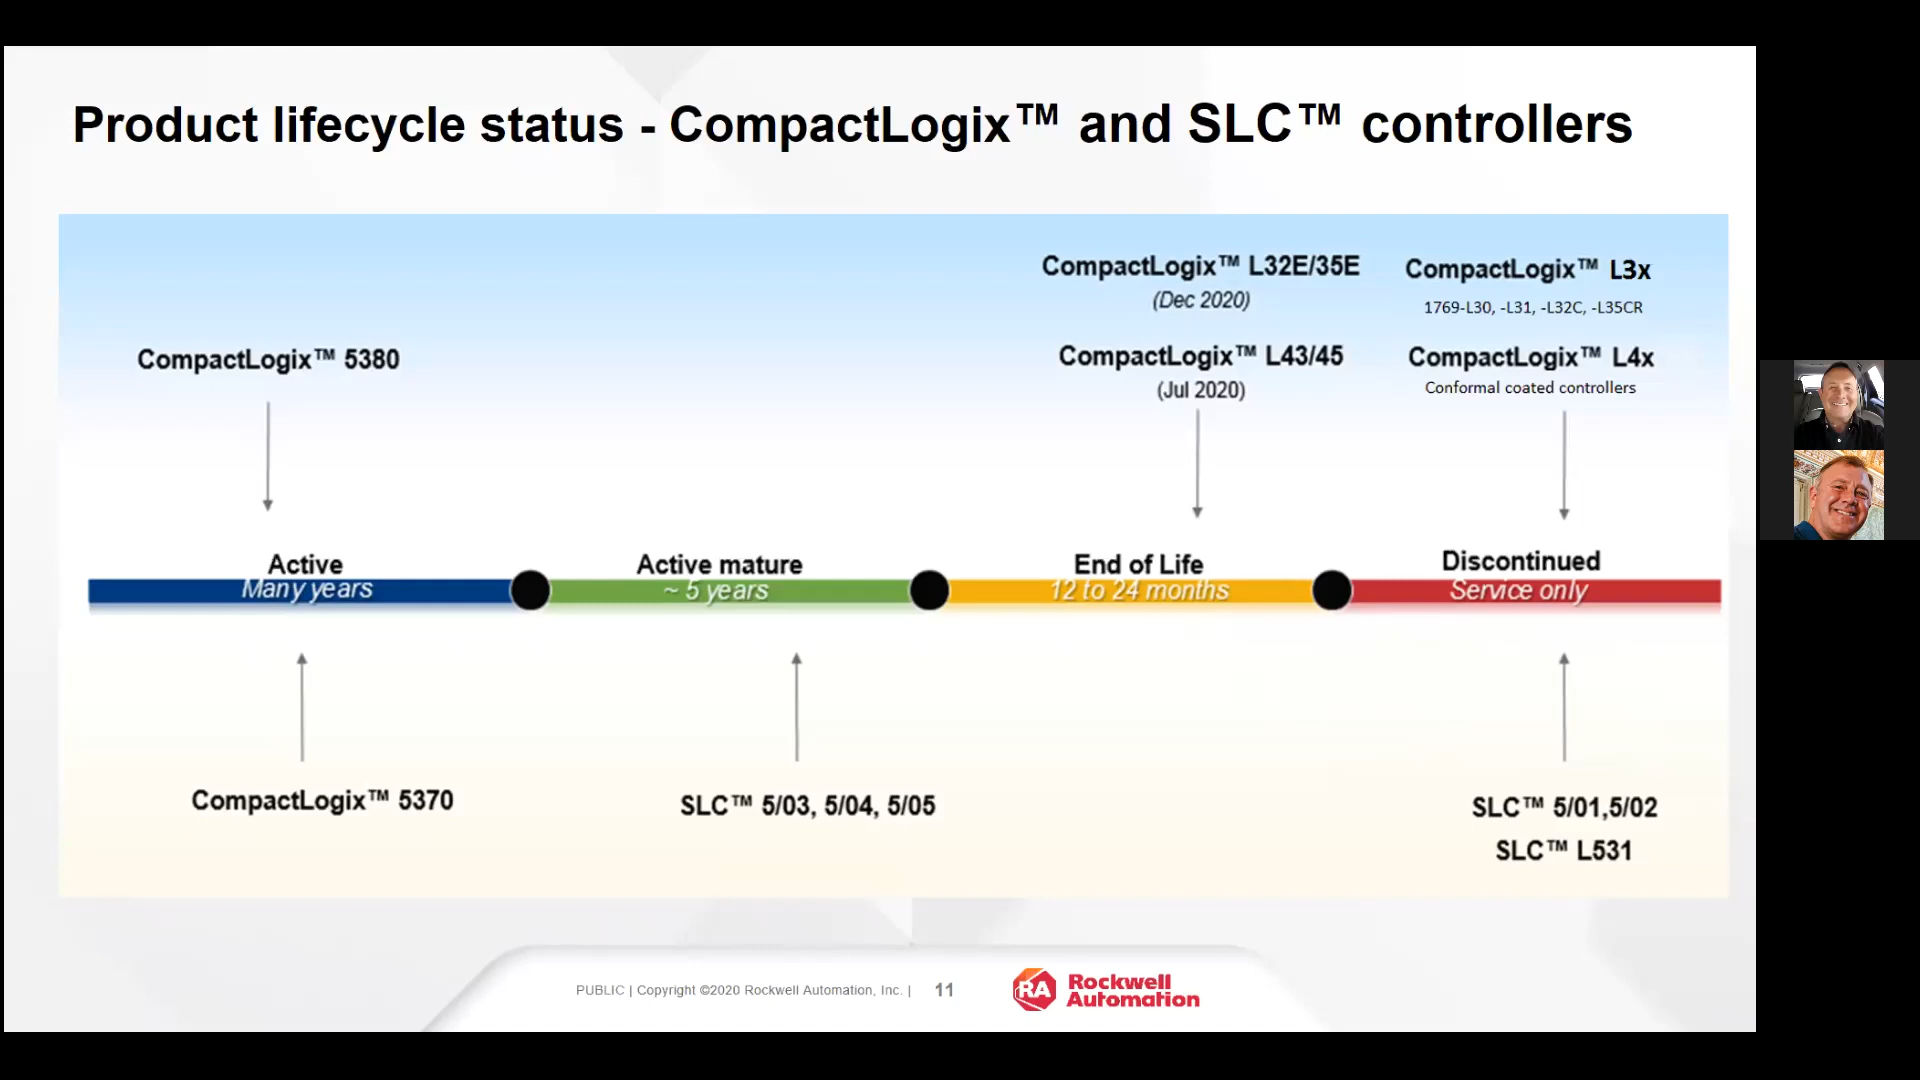 Product lifecycle status - CompactLogix™ and SLC™ controllers
CompactLogix™ 5380
CompactLogix™ L32E/35E
(Dec 2020)
CompactLogix™ L43/45
(Jul 2020)
CompactLogix™ L3x
1769-L30, -L31, -L32C, -L35CR
CompactLogix™ L4x
Conformal coated controllers
Active
Many years
Active mature
~ 5 years
End of Life
12 to 24 months
Discontinued
Service only
CompactLogix™ 5370
SLC™ 5/03, 5/04, 5/05
SLC™ 5/01,5/02
SLC™ L531
PUBLIC | Copyright ©2020 Rockwell Automation, Inc. | 11
RA
Rockwell
Automation